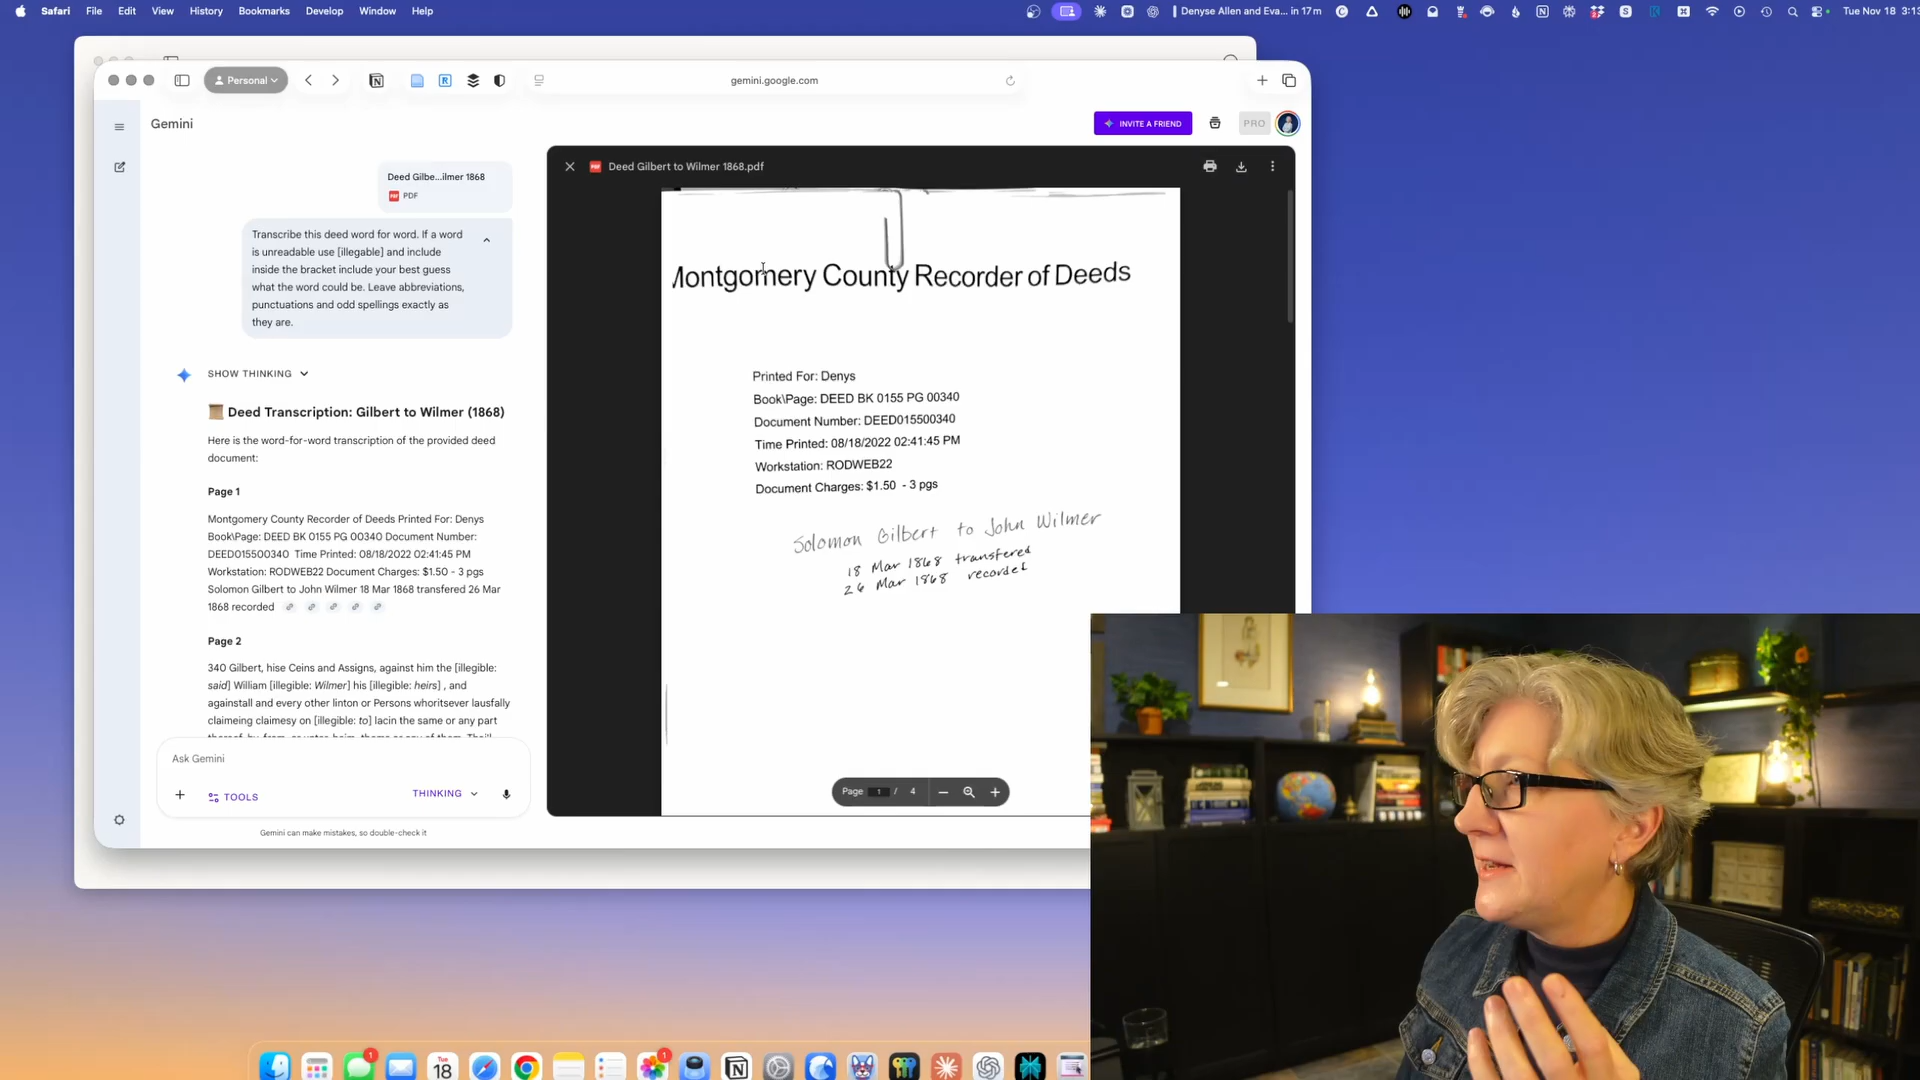 Safari File Edit View History Bookmarks Develop Window Help
Denyse Allen and Eva... in 17m
Tue Nov 18 3:13
Personal
gemini.google.com
Gemini
INVITE A FRIEND
PRO
Deed Gilbe...ilmer 1868
PDF
Transcribe this deed word for word. If a word
is unreadable use [illegable] and include
inside the bracket include your best guess
what the word could be. Leave abbreviations,
punctuations and odd spellings exactly as
they are.
SHOW THINKING
Deed Transcription: Gilbert to Wilmer (1868)
Here is the word-for-word transcription of the provided deed
document:
Page 1
Montgomery County Recorder of Deeds Printed For: Denys
Book\Page: DEED BK 0155 PG 00340 Document Number:
DEED015500340 Time Printed: 08/18/2022 02:41:45 PM
Workstation: RODWEB22 Document Charges: $1.50 - 3 pgs
Solomon Gilbert to John Wilmer 18 Mar 1868 transfered 26 Mar
1868 recorded
Page 2
340 Gilbert, hise Ceins and Assigns, against him the [illegible:
said] William [illegible: Wilmer] his [illegible: heirs] , and
againstall and every other linton or Persons whoritsever lausfally
claimeing claimesy on [illegible: to] lacin the same or any part
Ask Gemini
TOOLS
THINKING
Gemini can make mistakes, so double-check it
Deed Gilbert to Wilmer 1868.pdf
Montgomery County Recorder of Deeds
Printed For: Denys
Book\Page: DEED BK 0155 PG 00340
Document Number: DEED015500340
Time Printed: 08/18/2022 02:41:45 PM
Workstation: RODWEB22
Document Charges: $1.50 - 3 pgs
Solomon Gilbert to John Wilmer
18 Mar 1868 transfered
26 Mar 1868 recorded
Page 1 / 4
1
Tue
18
1